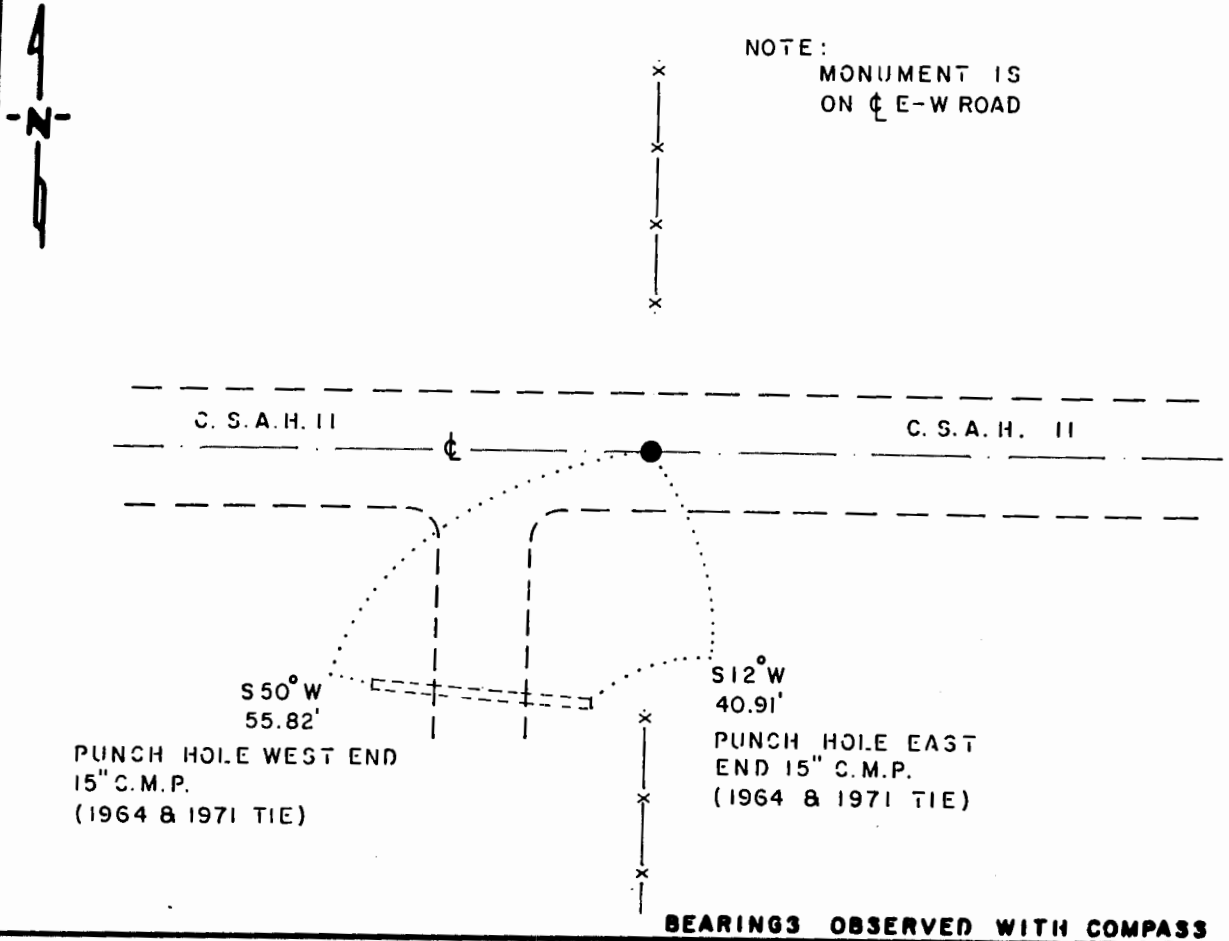 -N-
NOTE:
MONUMENT IS
ON ℄ E-W ROAD
C. S. A. H. 11
C. S. A. H. 11
℄
S 50° W
55.82'
PUNCH HOLE WEST END
15" C. M. P.
(1964 & 1971 TIE)
S 12° W
40.91'
PUNCH HOLE EAST
END 15" C. M. P.
(1964 & 1971 TIE)
BEARINGS OBSERVED WITH COMPASS